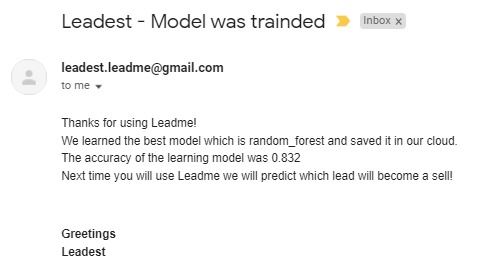 Leadest - Model was trainded Inbox x
leadest.leadme@gmail.com
to me
Thanks for using Leadme!
We learned the best model which is random_forest and saved it in our cloud.
The accuracy of the learning model was 0.832
Next time you will use Leadme we will predict which lead will become a sell!
Greetings
Leadest